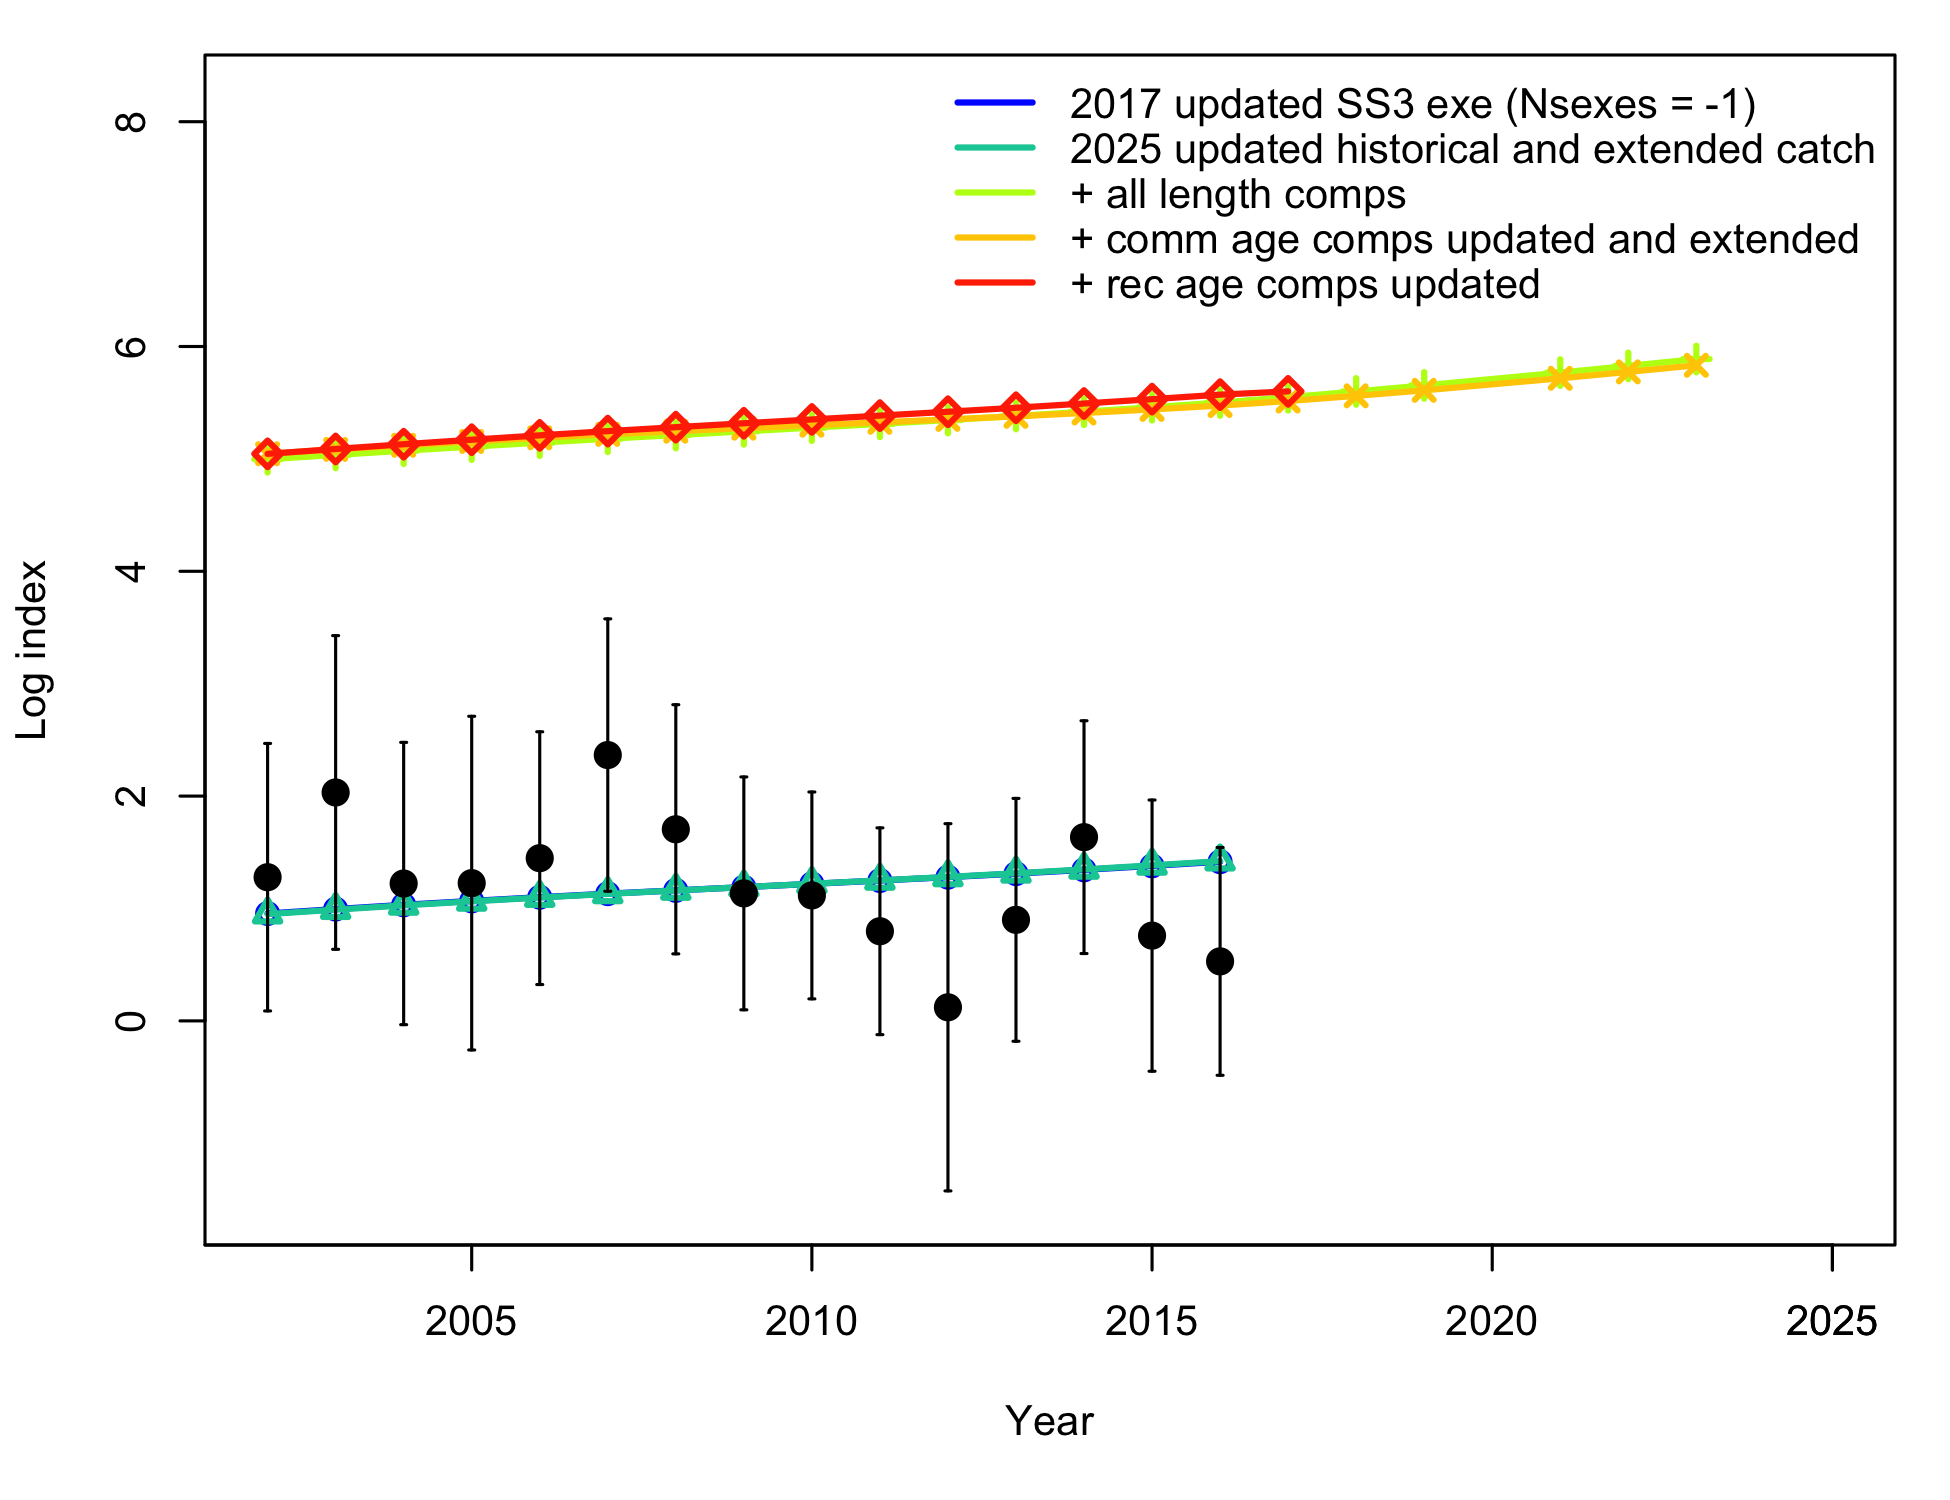 2017 updated SS3 exe (Nsexes = -1)
2025 updated historical and extended catch
+ all length comps
+ comm age comps updated and extended
+ rec age comps updated
8
6
4
2
0
Log index
2005 2010 2015 2020 2025
Year